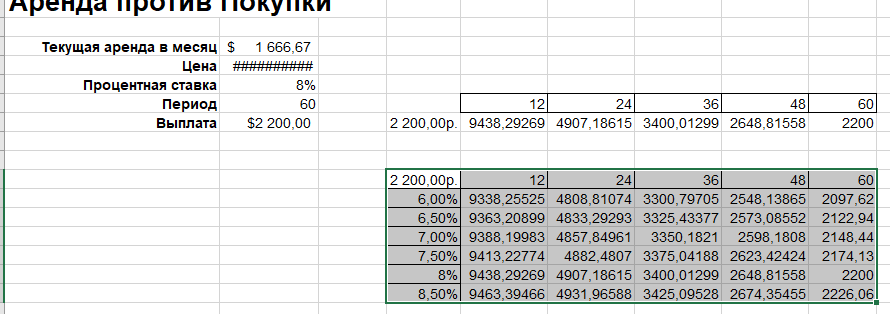 Аренда против Покупки
Текущая аренда в месяц $ 1 666,67
Цена ##########
Процентная ставка 8%
Период 60 12 24 36 48 60
Выплата $2 200,00 2 200,00р. 9438,29269 4907,18615 3400,01299 2648,81558 2200
2 200,00р. 12 24 36 48 60
6,00% 9338,25525 4808,81074 3300,79705 2548,13865 2097,62
6,50% 9363,20899 4833,29293 3325,43377 2573,08552 2122,94
7,00% 9388,19983 4857,84961 3350,1821 2598,1808 2148,44
7,50% 9413,22774 4882,4807 3375,04188 2623,42424 2174,13
8% 9438,29269 4907,18615 3400,01299 2648,81558 2200
8,50% 9463,39466 4931,96588 3425,09528 2674,35455 2226,06